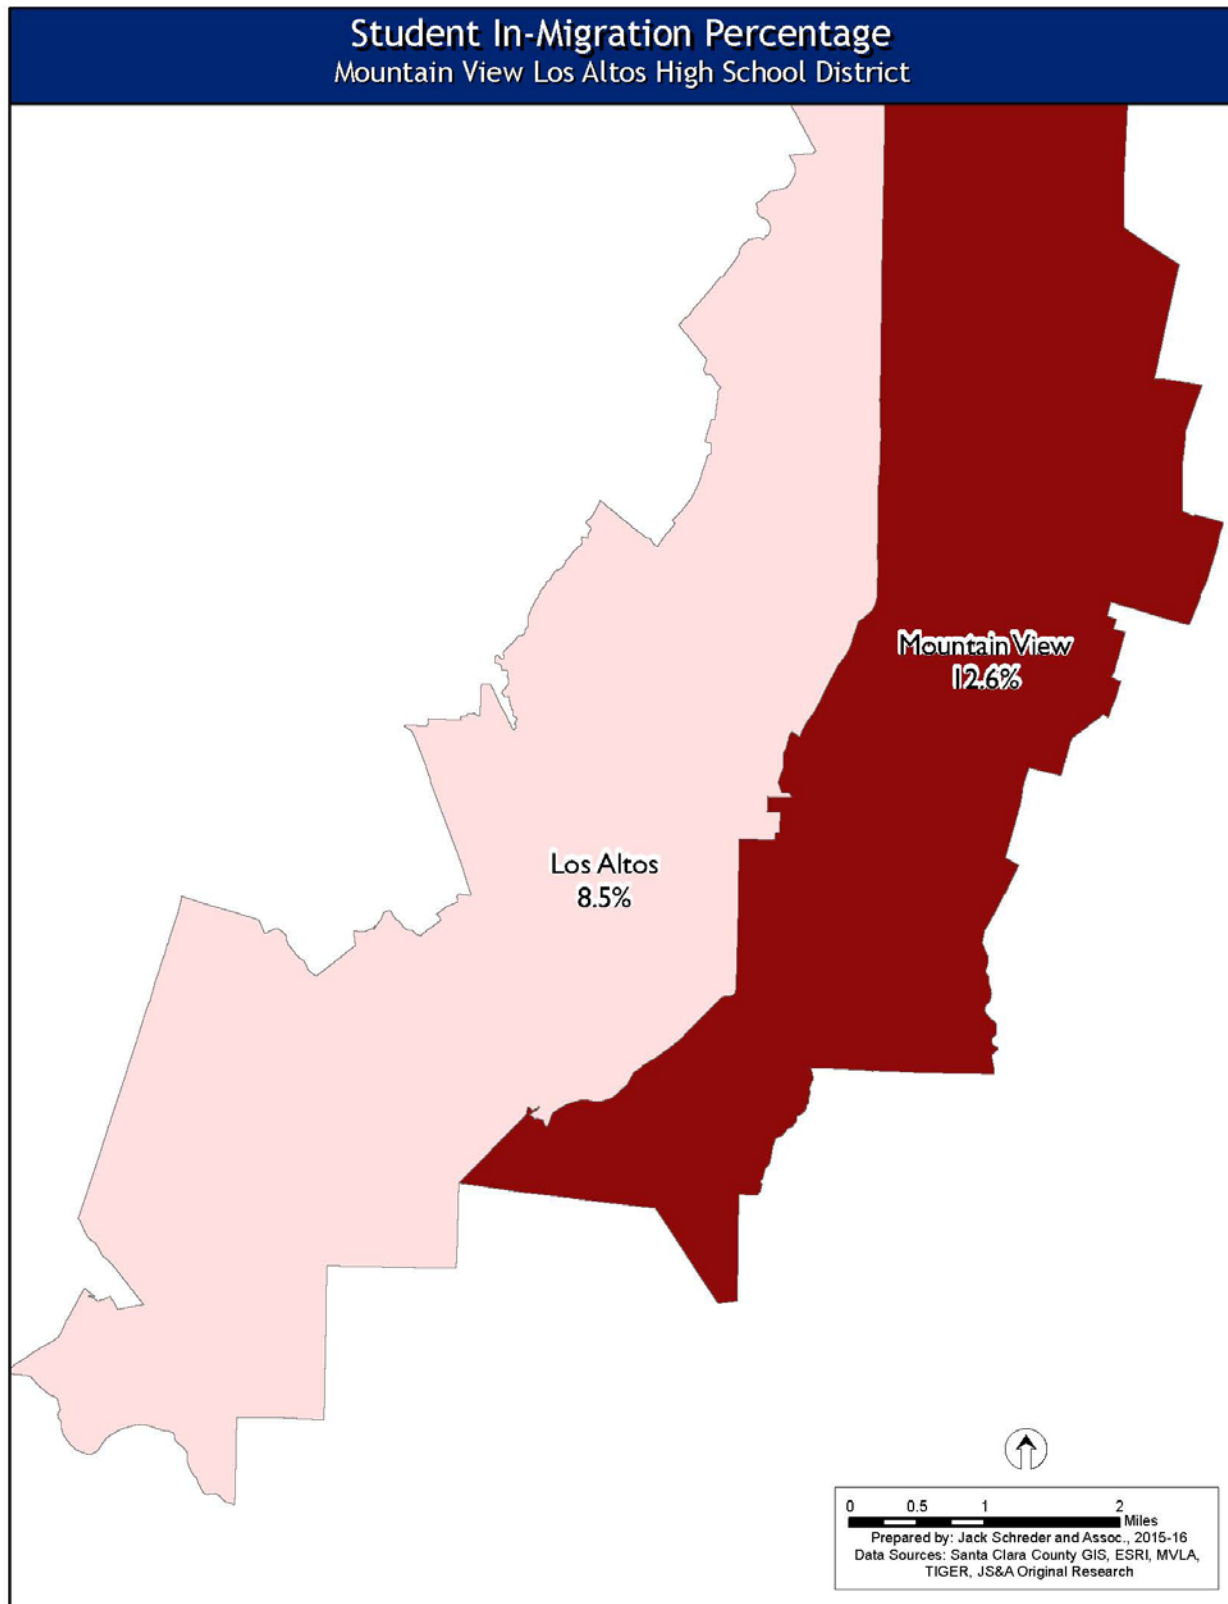 Student In-Migration Percentage
Mountain View Los Altos High School District
Mountain View
12.6%
Los Altos
8.5%
0 0.5 1 2
Miles
Prepared by: Jack Schreder and Assoc., 2015-16
Data Sources: Santa Clara County GIS, ESRI, MVLA,
TIGER, JS&A Original Research